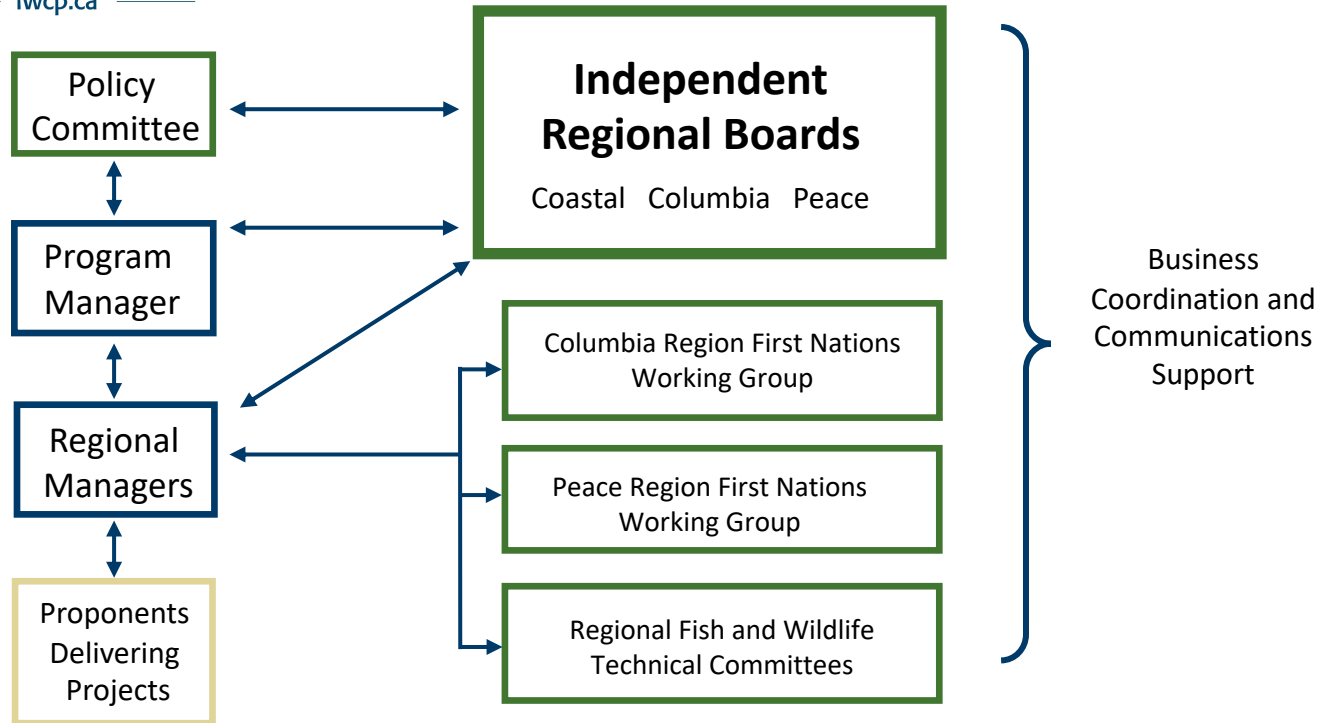 Policy
Committee
Program
Manager
Regional
Managers
Proponents
Delivering
Projects
Independent
Regional Boards
Coastal Columbia Peace
Columbia Region First Nations
Working Group
Peace Region First Nations
Working Group
Regional Fish and Wildlife
Technical Committees
Business
Coordination and
Communications
Support